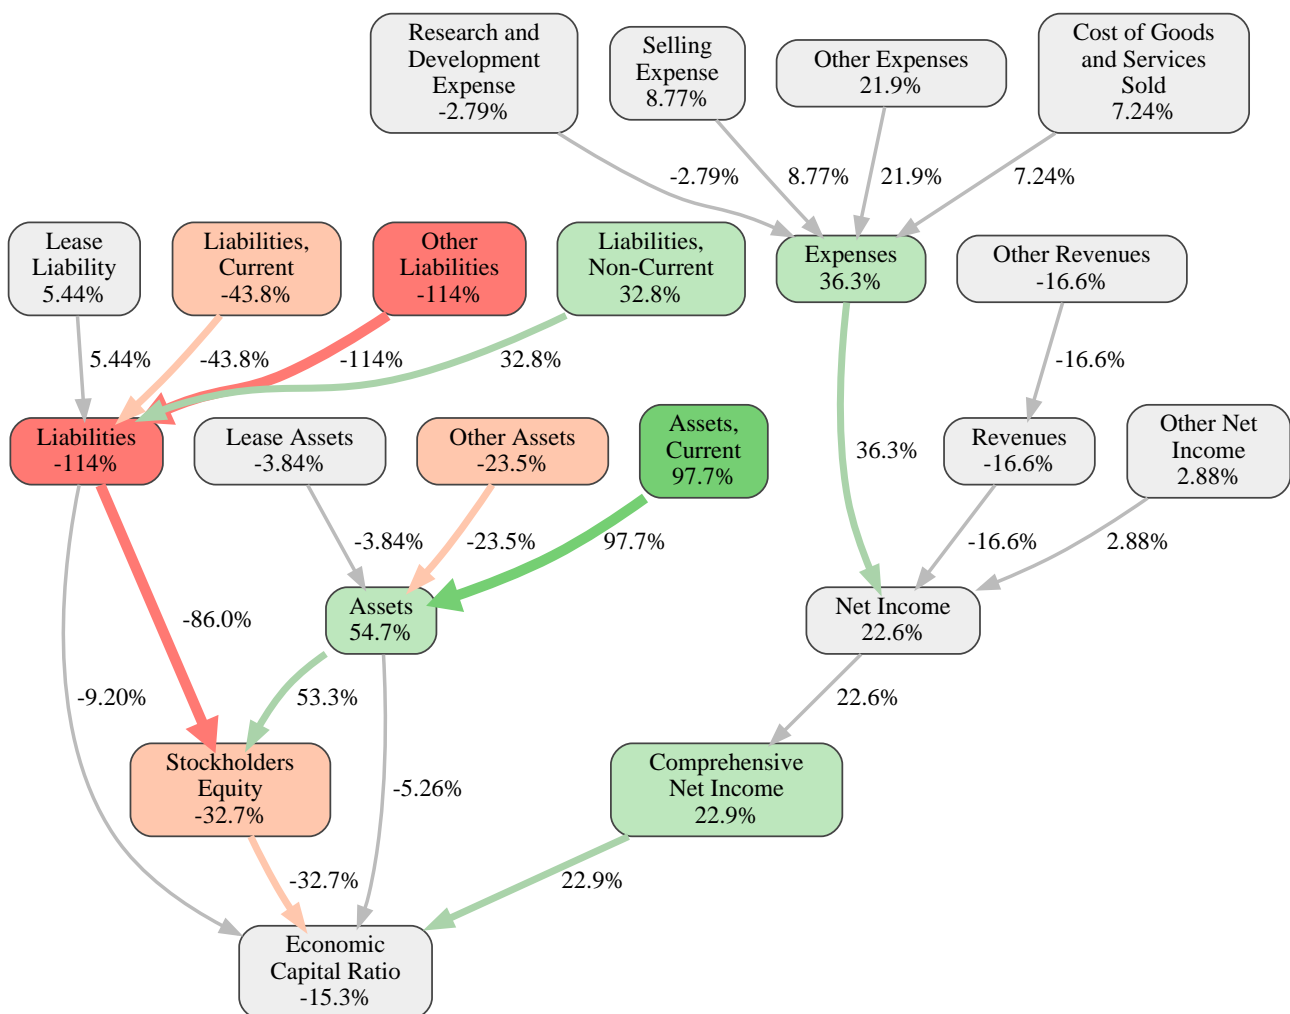 Research and
Development
Expense
-2.79%
Selling
Expense
8.77%
Other Expenses
21.9%
Cost of Goods
and Services
Sold
7.24%
-2.79%
8.77%
21.9%
7.24%
Lease
Liability
5.44%
Liabilities,
Current
-43.8%
Other
Liabilities
-114%
Liabilities,
Non-Current
32.8%
Expenses
36.3%
Other Revenues
-16.6%
5.44%
-43.8%
-114%
32.8%
-16.6%
Liabilities
-114%
Lease Assets
-3.84%
Other Assets
-23.5%
Assets,
Current
97.7%
36.3%
Revenues
-16.6%
Other Net
Income
2.88%
-3.84%
-23.5%
97.7%
-16.6%
2.88%
-86.0%
Assets
54.7%
Net Income
22.6%
-9.20%
53.3%
22.6%
Stockholders
Equity
-32.7%
-5.26%
Comprehensive
Net Income
22.9%
-32.7%
22.9%
Economic
Capital Ratio
-15.3%